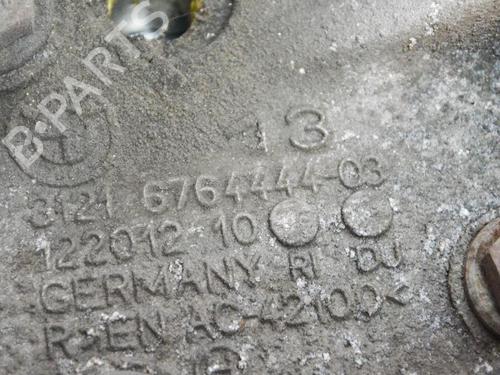 B-PARTS
13
3121 6764444-03
122012 10
GERMANY RI DU
R>EN AC-42100<